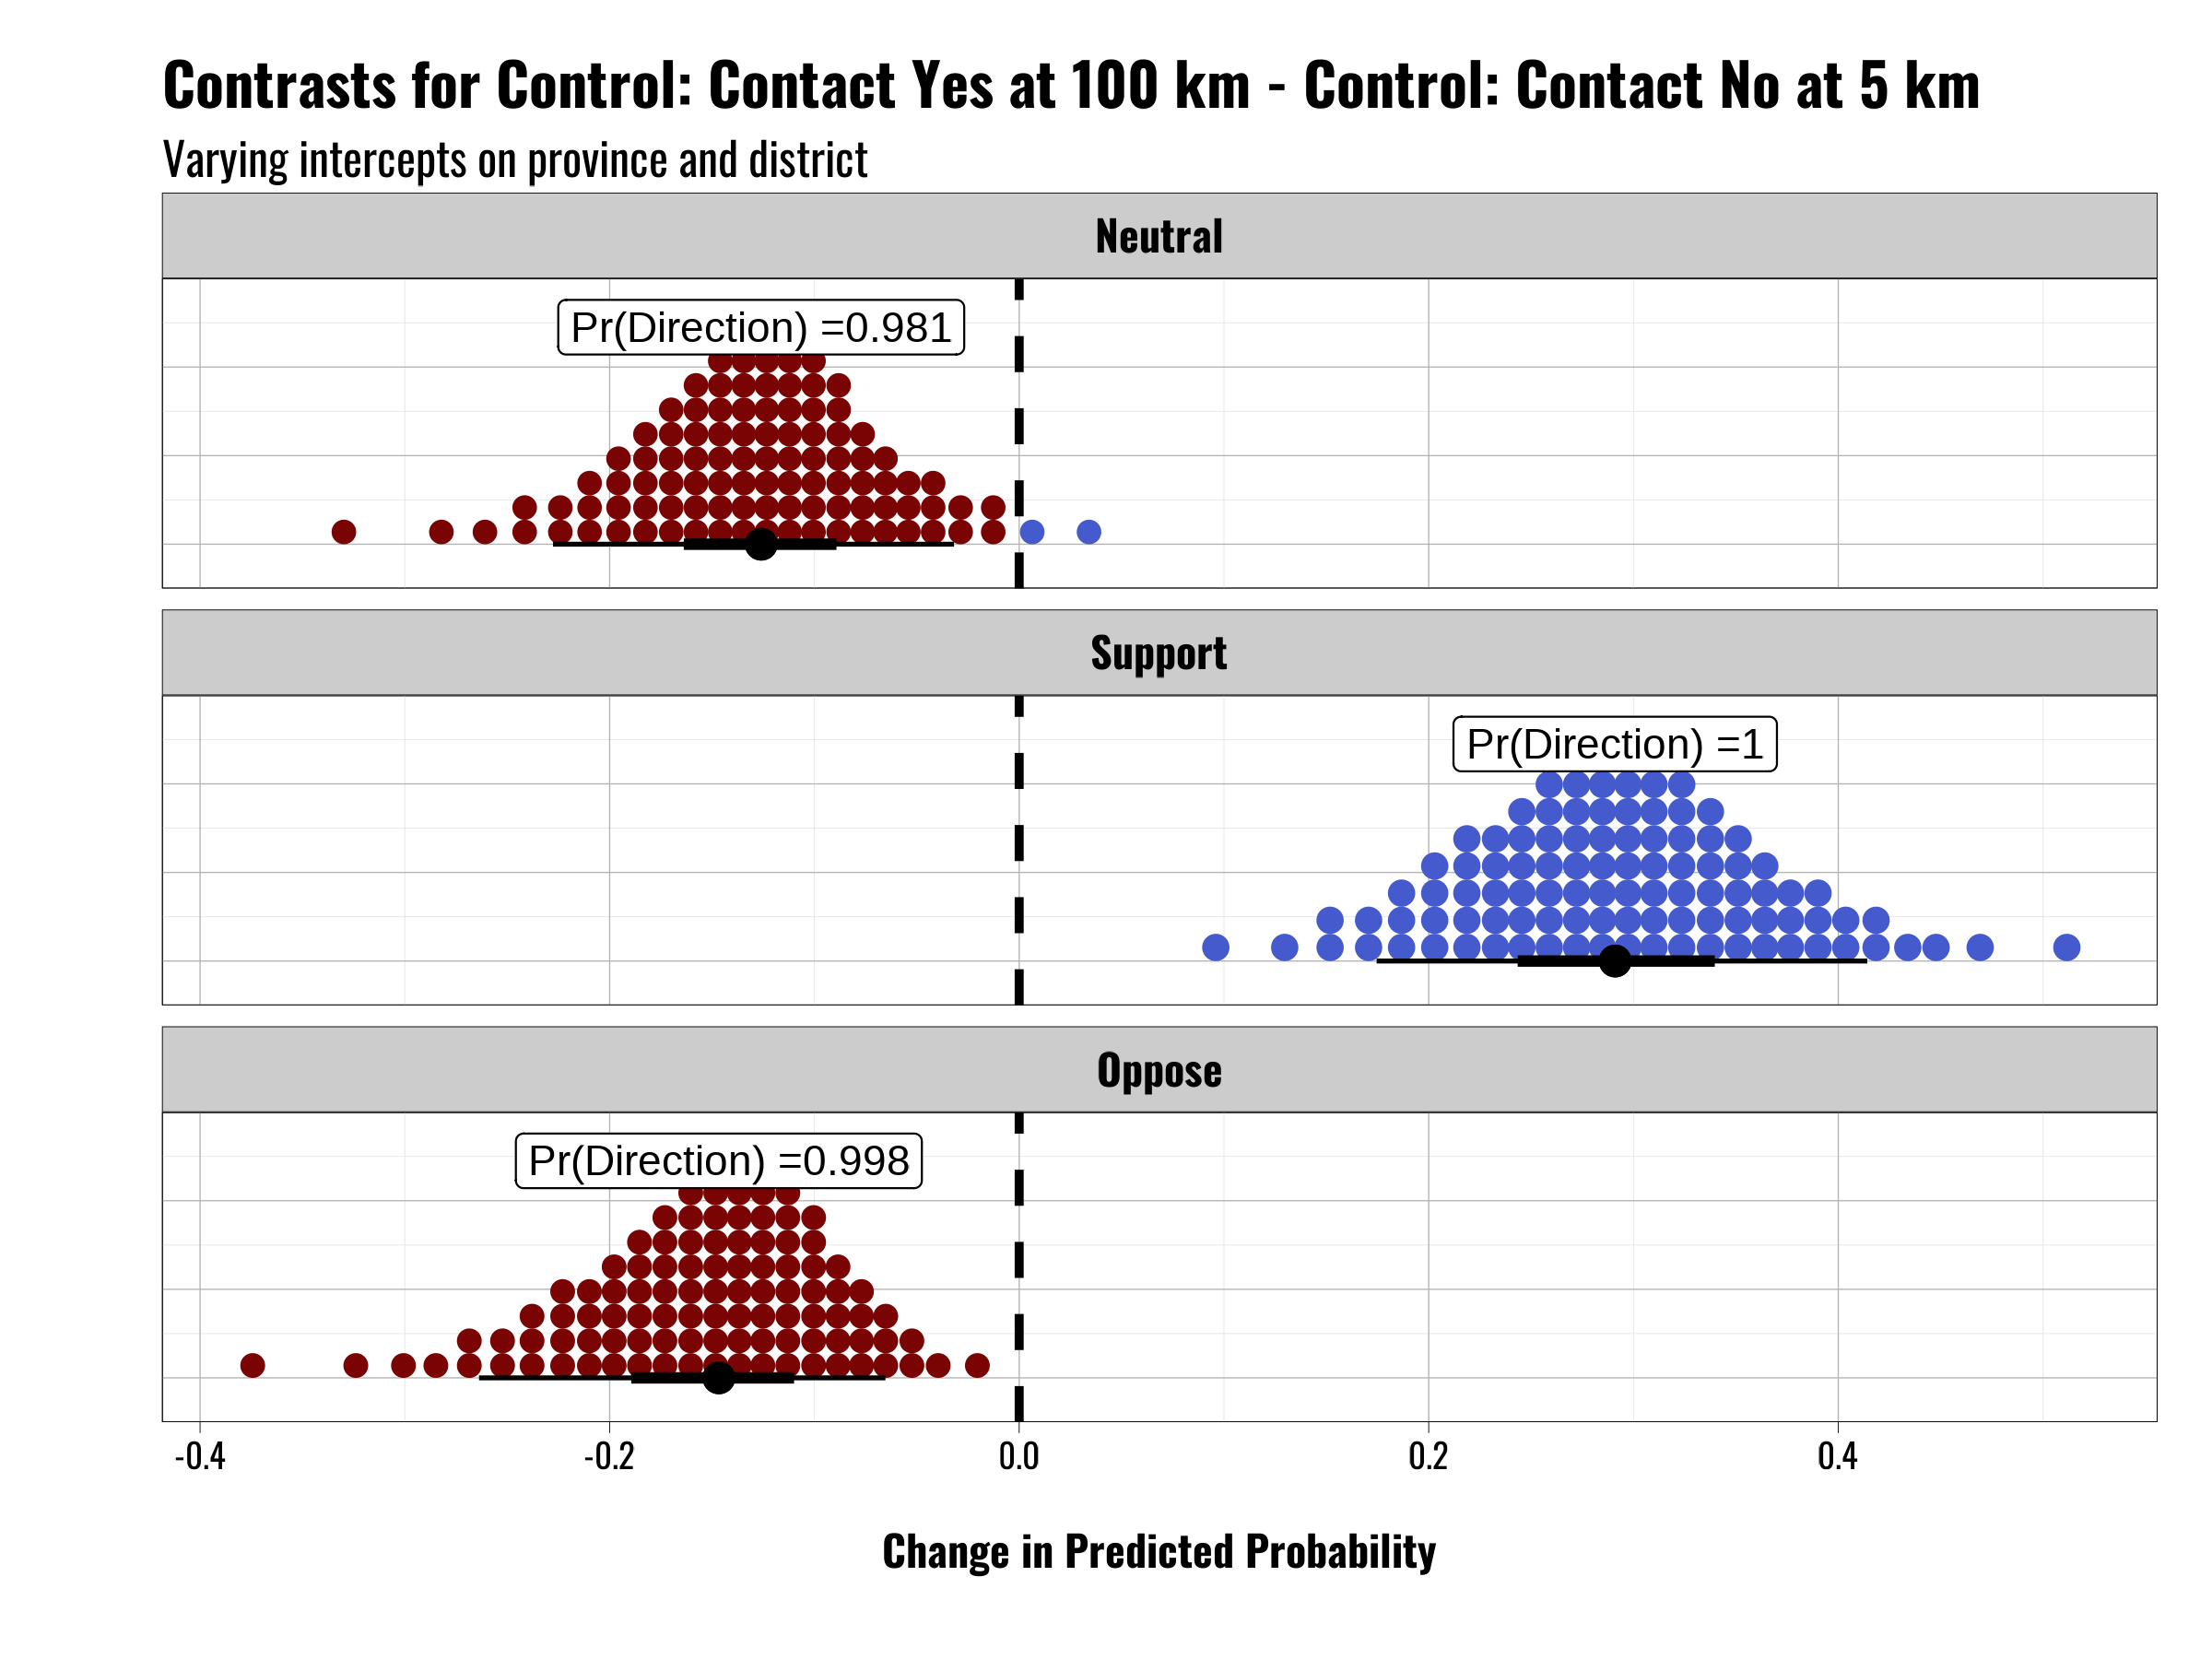 Contrasts for Control: Contact Yes at 100 km - Control: Contact No at 5 km
Varying intercepts on province and district
Neutral
Pr(Direction) =0.981
Support
Pr(Direction) =1
Oppose
Pr(Direction) =0.998
-0.4 -0.2 0.0 0.2 0.4
Change in Predicted Probability